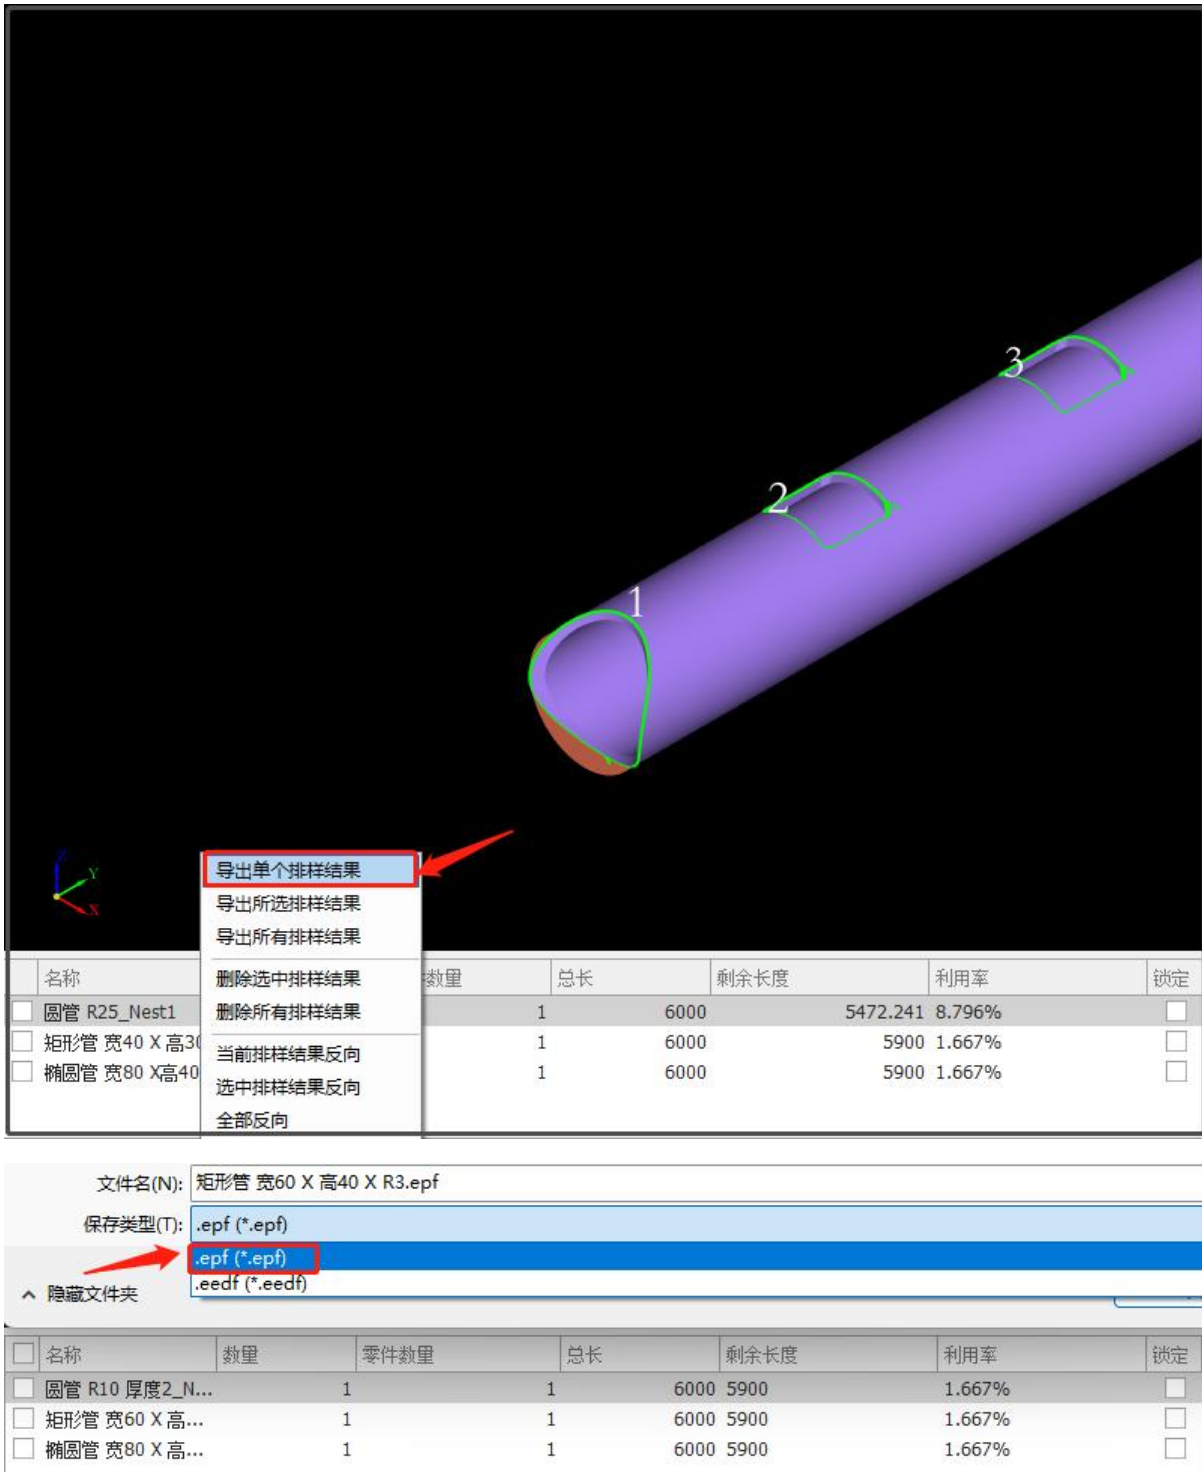 3
2
1
Z
Y
X
导出单个排样结果
导出所选排样结果
导出所有排样结果
删除选中排样结果
删除所有排样结果
当前排样结果反向
选中排样结果反向
全部反向
名称 数量 总长 剩余长度 利用率 锁定
圆管 R25_Nest1 1 6000 5472.241 8.796%
矩形管 宽40 X 高30 1 6000 5900 1.667%
椭圆管 宽80 X高40 1 6000 5900 1.667%
文件名(N): 矩形管 宽60 X 高40 X R3.epf
保存类型(T): .epf (*.epf)
.epf (*.epf)
.eedf (*.eedf)
隐藏文件夹
名称 数量 零件数量 总长 剩余长度 利用率 锁定
圆管 R10 厚度2_N... 1 1 6000 5900 1.667%
矩形管 宽60 X 高... 1 1 6000 5900 1.667%
椭圆管 宽80 X 高... 1 1 6000 5900 1.667%